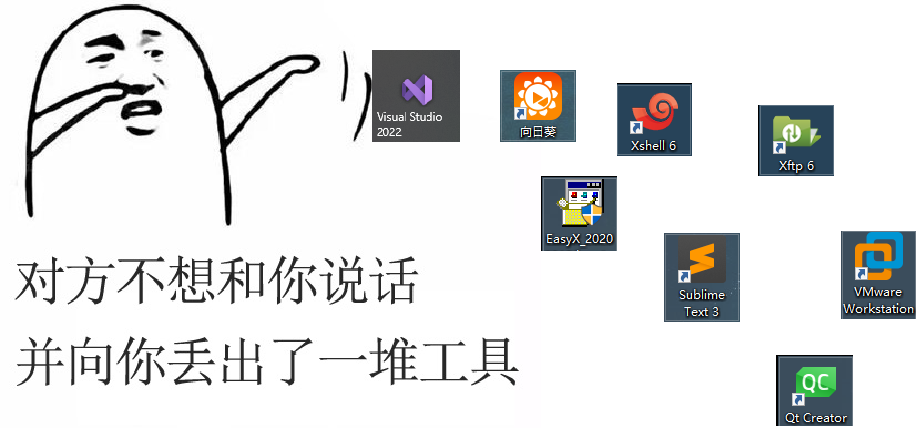 Visual Studio
2022
向日葵
Xshell 6
Xftp 6
EasyX_2020
Sublime
Text 3
VMware
Workstation
QC
Qt Creator
对方不想和你说话
并向你丢出了一堆工具